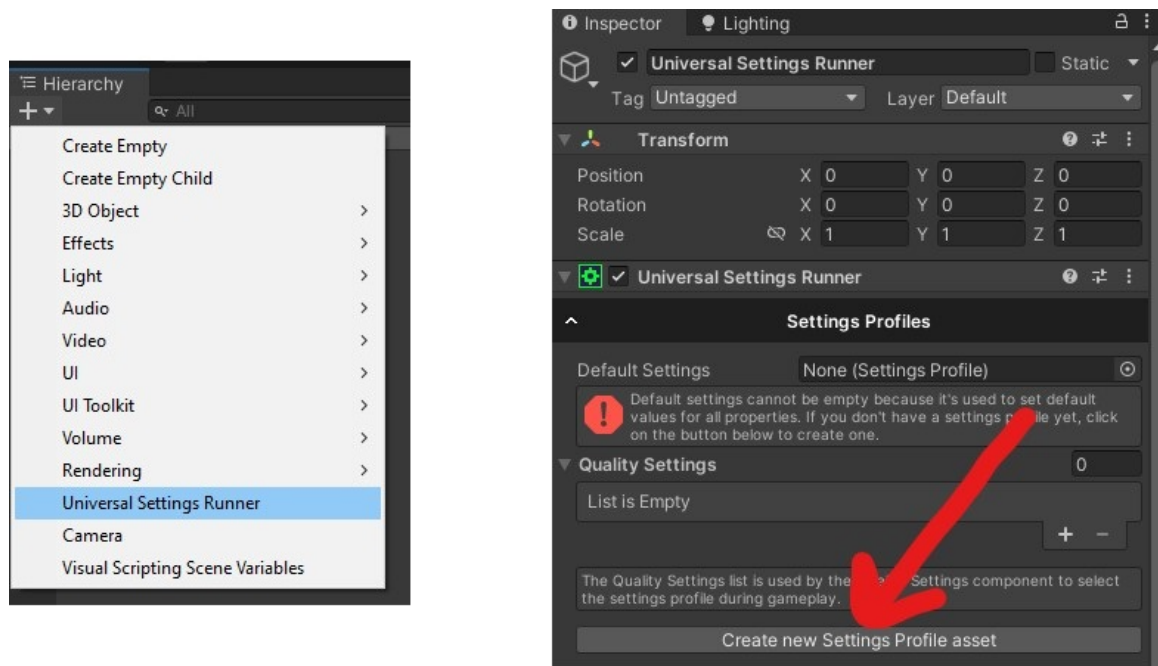 Hierarchy
All
Create Empty
Create Empty Child
3D Object
Effects
Light
Audio
Video
UI
UI Toolkit
Volume
Rendering
Universal Settings Runner
Camera
Visual Scripting Scene Variables
Inspector Lighting
Universal Settings Runner Static
Tag Untagged Layer Default
Transform
Position X 0 Y 0 Z 0
Rotation X 0 Y 0 Z 0
Scale X 1 Y 1 Z 1
Universal Settings Runner
Settings Profiles
Default Settings None (Settings Profile)
Default settings cannot be empty because it's used to set default
values for all properties. If you don't have a settings yet, click
on the button below to create one.
Quality Settings 0
List is Empty
+ −
The Quality Settings list is used by the Settings component to select
the settings profile during gameplay.
Create new Settings Profile asset